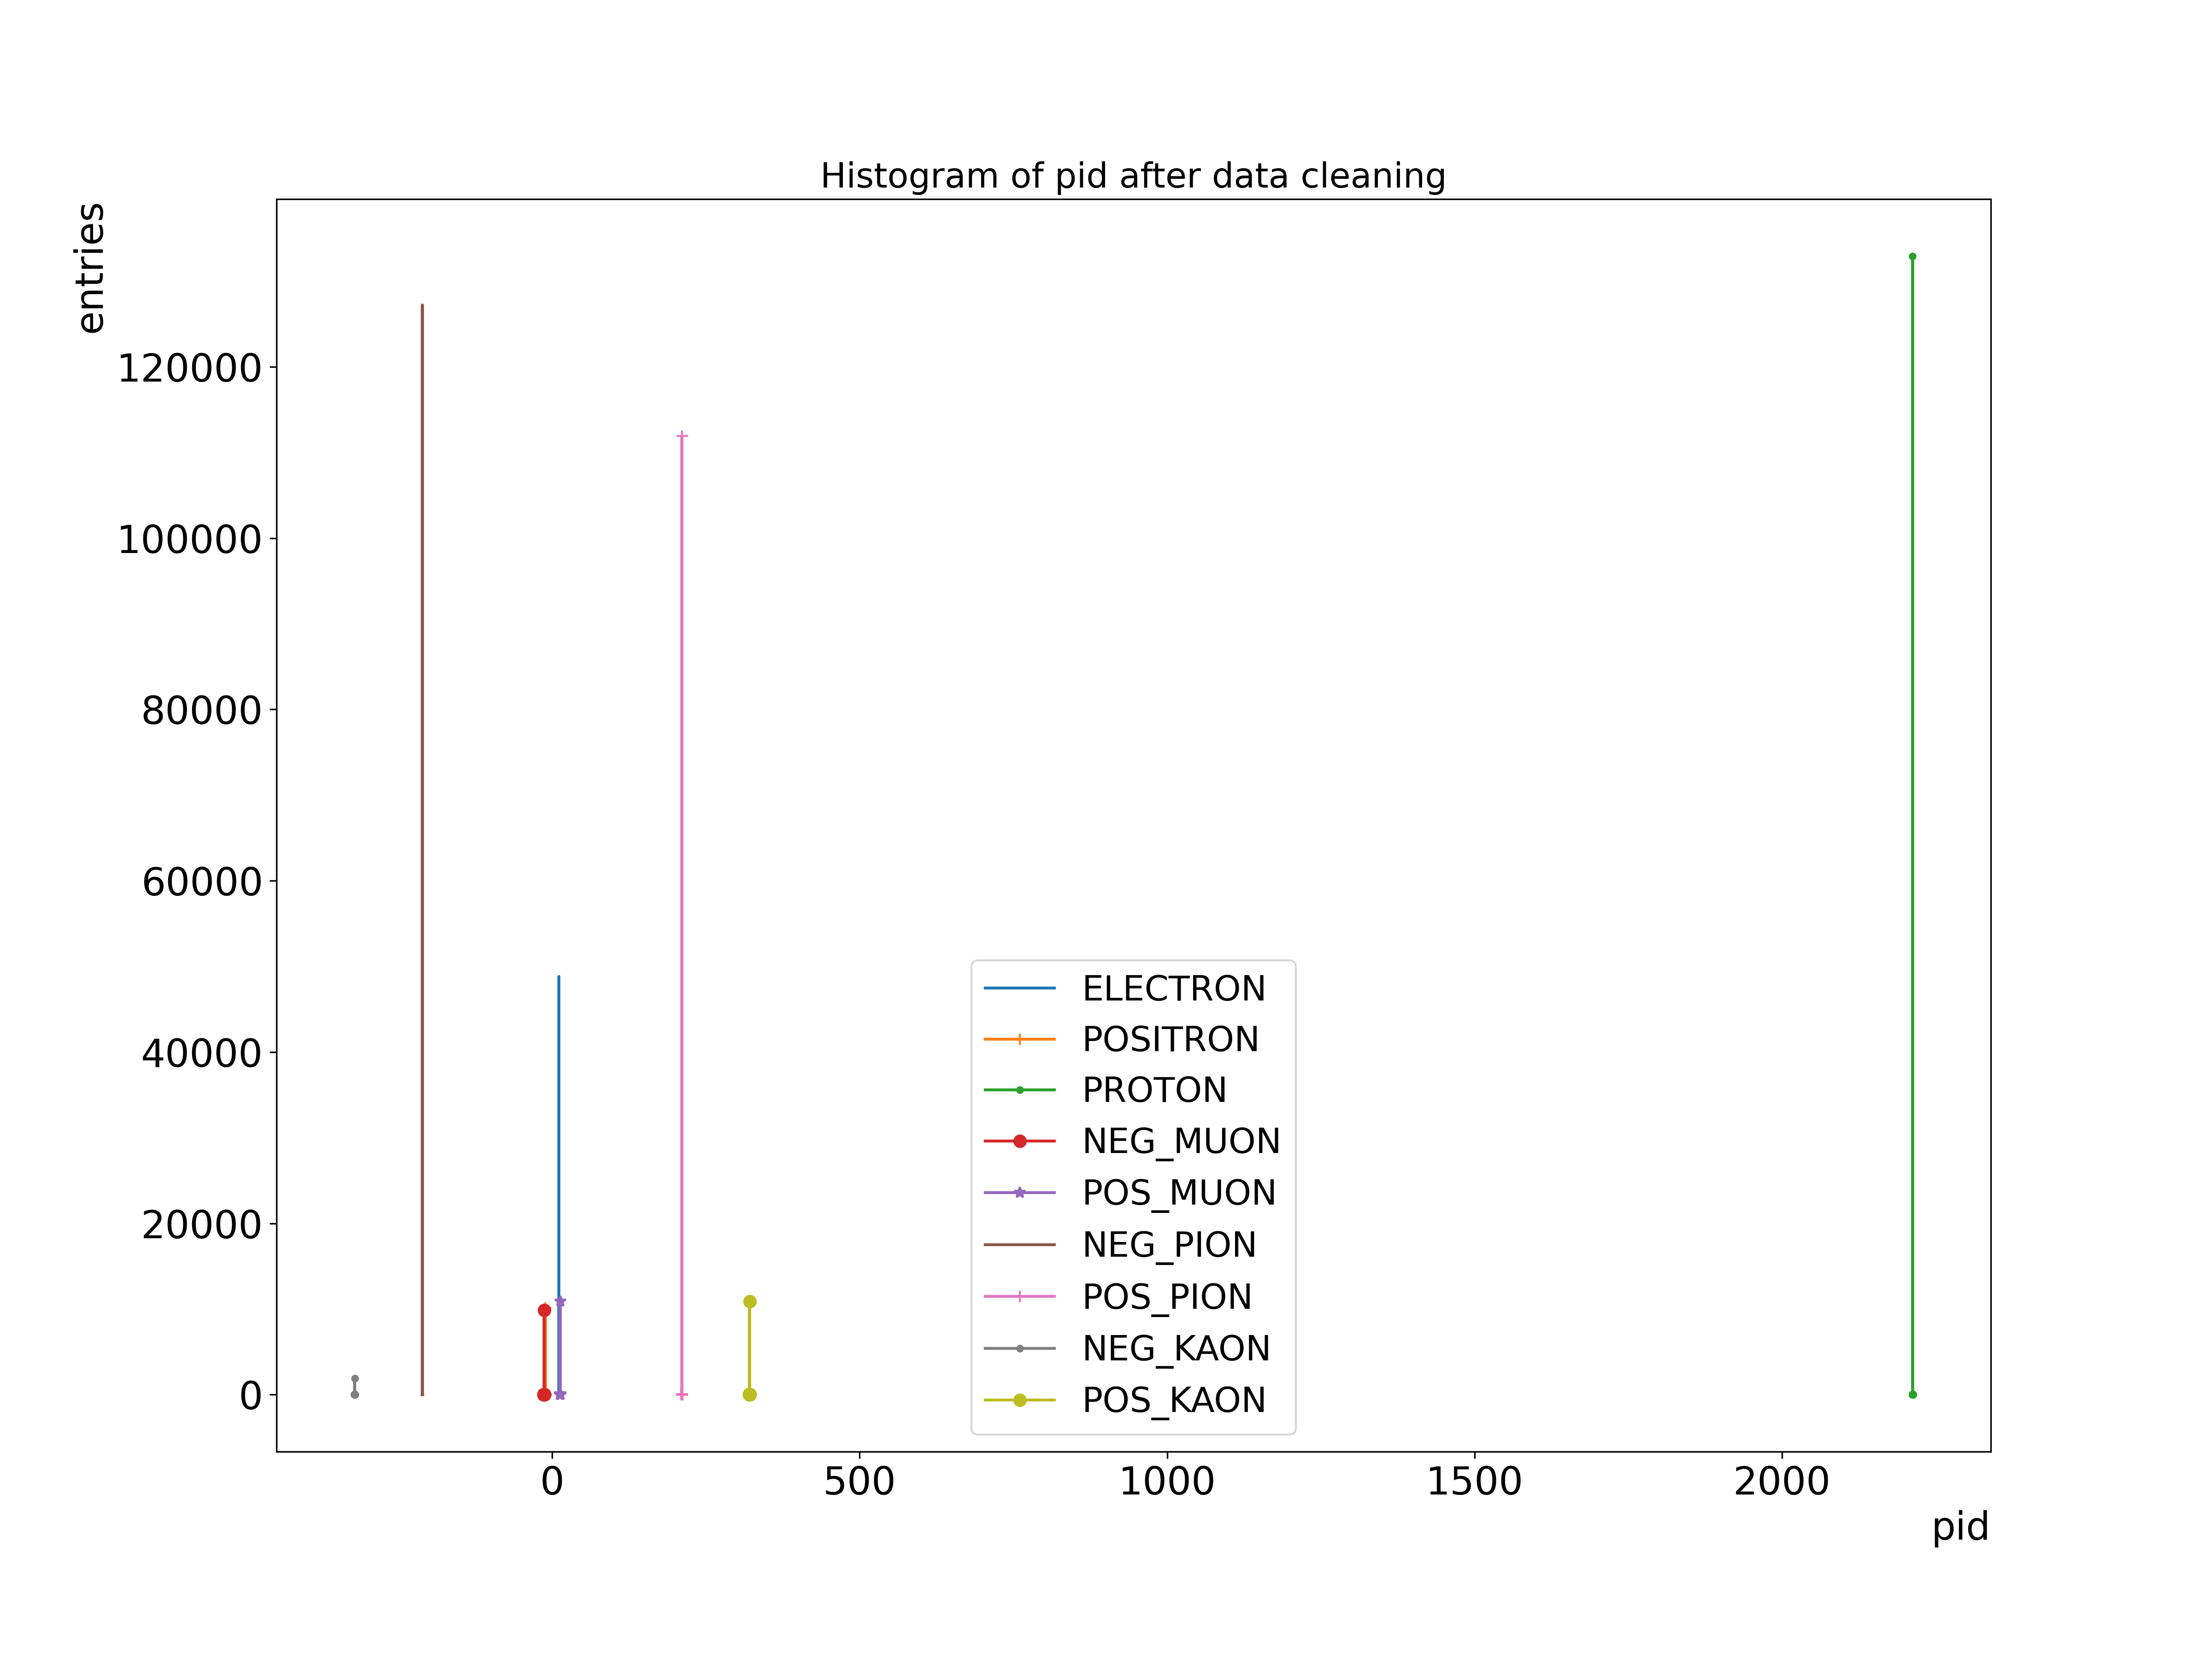 Histogram of pid after data cleaning
entries
120000
100000
80000
60000
40000
20000
0
ELECTRON
POSITRON
PROTON
NEG_MUON
POS_MUON
NEG_PION
POS_PION
NEG_KAON
POS_KAON
0 500 1000 1500 2000
pid